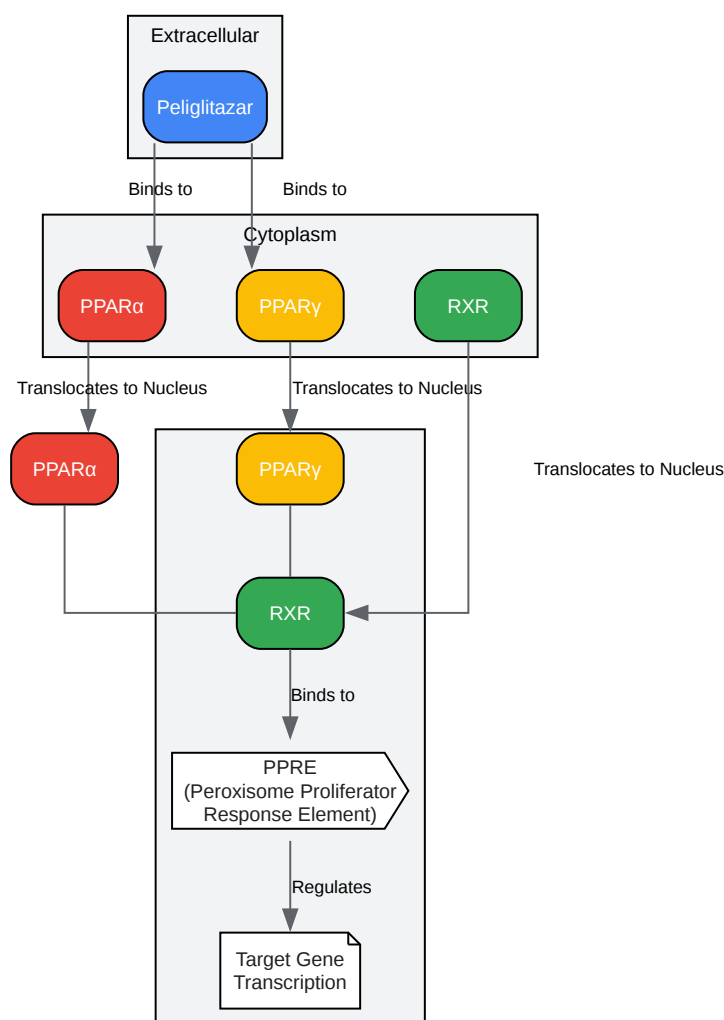 Extracellular
Peliglitazar
Binds to
Binds to
Cytoplasm
PPARα
PPARγ
RXR
Translocates to Nucleus
Translocates to Nucleus
PPARα
PPARγ
Translocates to Nucleus
RXR
Binds to
PPRE
(Peroxisome Proliferator
Response Element)
Regulates
Target Gene
Transcription